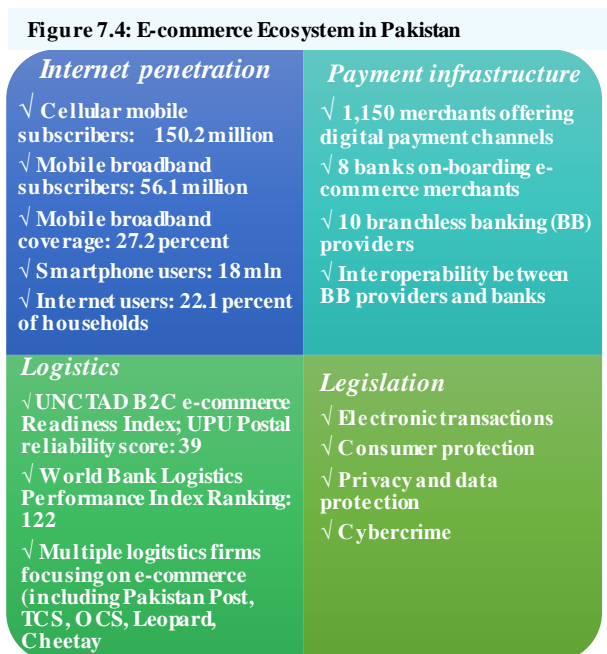 Figure 7.4: E-commerce Ecosystem in Pakistan
Internet penetration
√ Cellular mobile
subscribers: 150.2 million
√ Mobile broadband
subscribers: 56.1 million
√ Mobile broadband
coverage: 27.2 percent
√ Smartphone users: 18 mln
√ Internet users: 22.1 percent
of households
Payment infrastructure
√ 1,150 merchants offering
digital payment channels
√ 8 banks on-boarding e-
commerce merchants
√ 10 branchless banking (BB)
providers
√ Interoperability between
BB providers and banks
Logistics
√ UNCTAD B2C e-commerce
Readiness Index; UPU Postal
reliability score: 39
√ World Bank Logistics
Performance Index Ranking:
122
√ Multiple logitstics firms
focusing on e-commerce
(including Pakistan Post,
TCS, OCS, Leopard,
Cheetay
Legislation
√ Electronic transactions
√ Consumer protection
√ Privacy and data
protection
√ Cybercrime